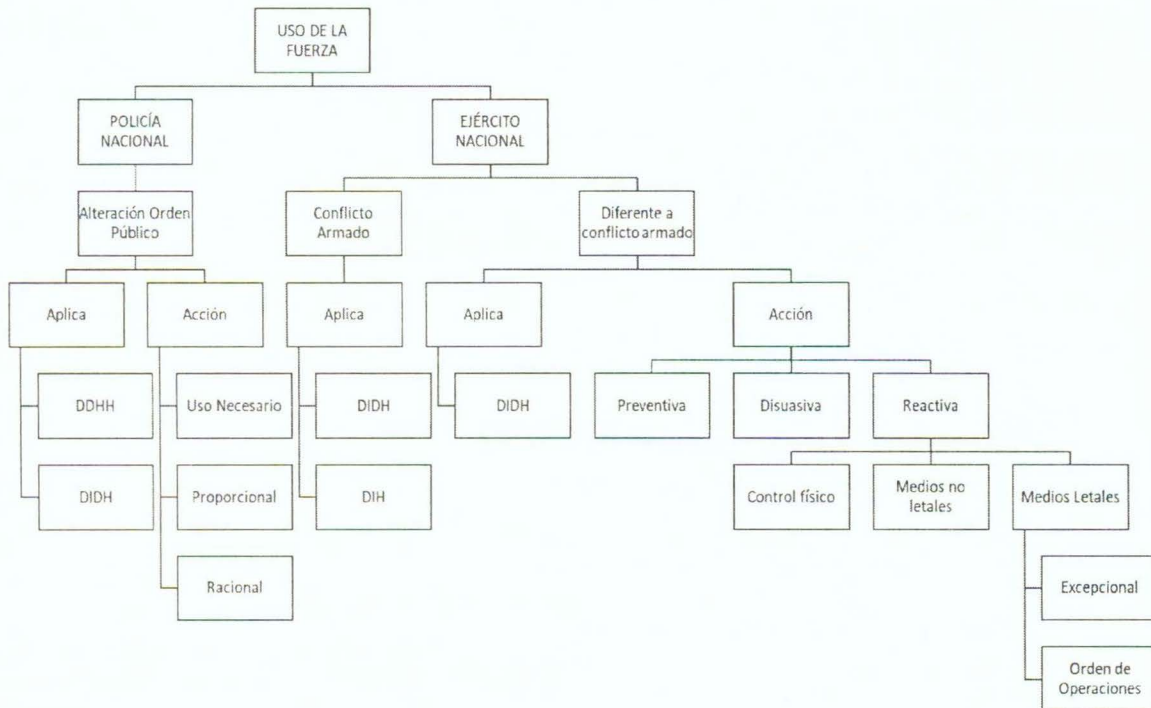 USO DE LA
FUERZA
POLICÍA
NACIONAL
EJÉRCITO
NACIONAL
Alteración Orden
Público
Conflicto
Armado
Diferente a
conflicto armado
Aplica
Acción
Aplica
Aplica
Acción
DDHH
Uso Necesario
DIDH
DIDH
Preventiva
Disuasiva
Reactiva
DIDH
Proporcional
DIH
Control físico
Medios no
letales
Medios Letales
Racional
Excepcional
Orden de
Operaciones